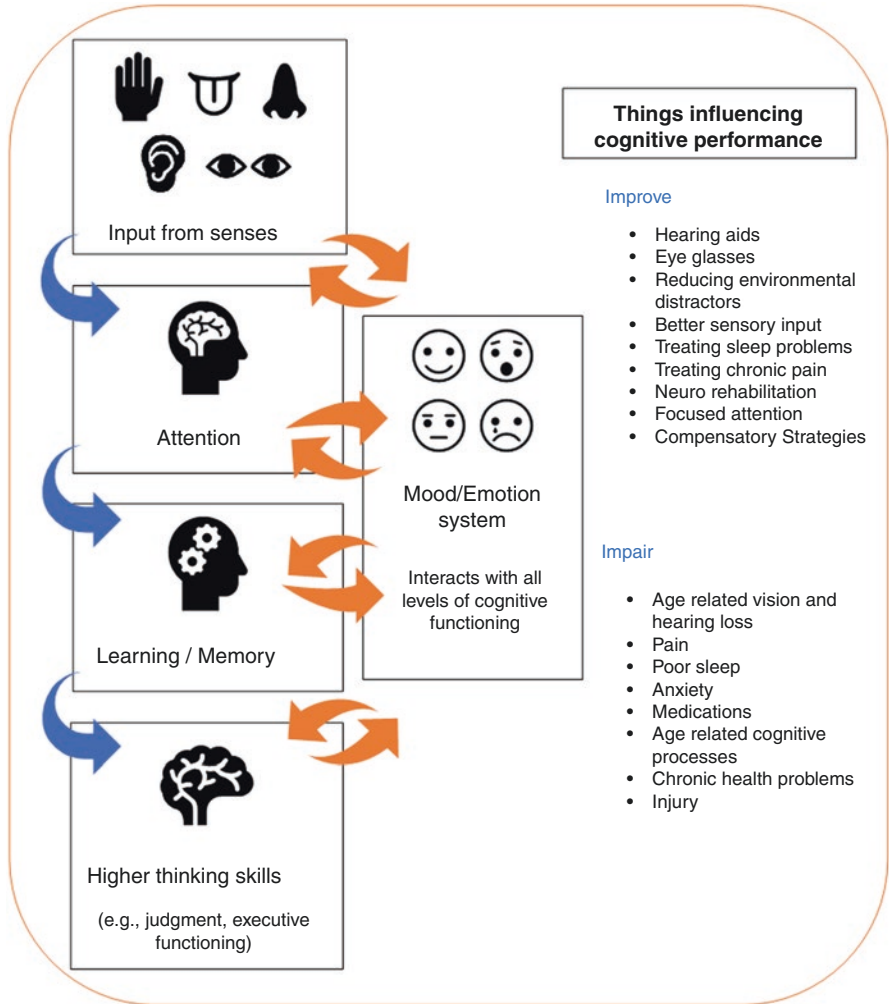 Input from senses
Attention
Learning / Memory
Higher thinking skills
(e.g., judgment, executive
functioning)
Mood/Emotion
system
Interacts with all
levels of cognitive
functioning
Things influencing
cognitive performance
Improve
• Hearing aids
• Eye glasses
• Reducing environmental
distractors
• Better sensory input
• Treating sleep problems
• Treating chronic pain
• Neuro rehabilitation
• Focused attention
• Compensatory Strategies
Impair
• Age related vision and
hearing loss
• Pain
• Poor sleep
• Anxiety
• Medications
• Age related cognitive
processes
• Chronic health problems
• Injury